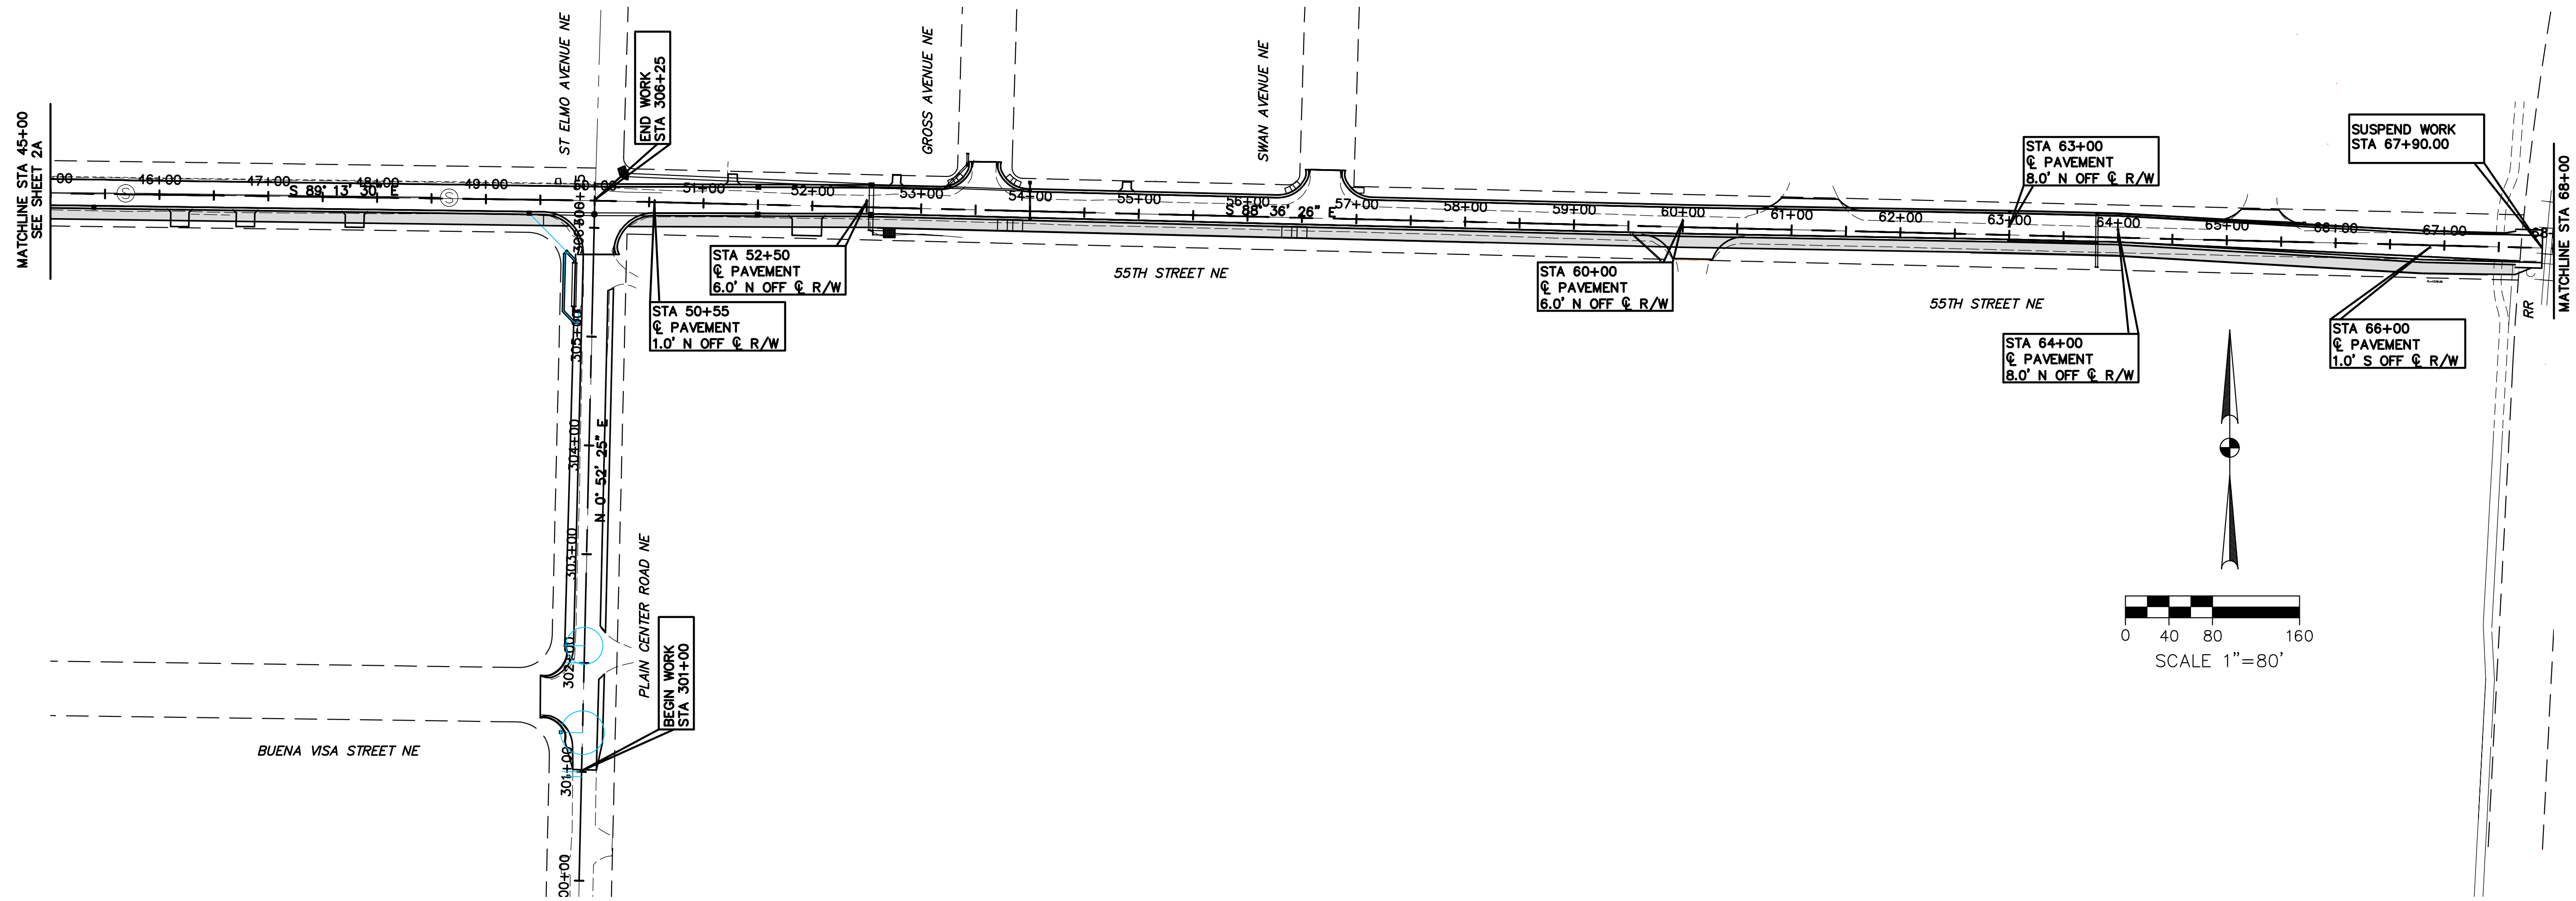 MATCHLINE STA 45+00
SEE SHEET 2A
ST ELMO AVENUE NE
END WORK
STA 306+25
GROSS AVENUE NE
SWAN AVENUE NE
STA 63+00
℄ PAVEMENT
8.0' N OFF ℄ R/W
SUSPEND WORK
STA 67+90.00
MATCHLINE STA 68+00
00
46+00
47+00
48+00
49+00
50+00
51+00
52+00
53+00
54+00
55+00
56+00
57+00
58+00
59+00
60+00
61+00
62+00
63+00
64+00
65+00
66+00
67+00
68
S 89° 13' 30" E
S 88° 36' 26" E
STA 52+50
℄ PAVEMENT
6.0' N OFF ℄ R/W
STA 50+55
℄ PAVEMENT
1.0' N OFF ℄ R/W
55TH STREET NE
STA 60+00
℄ PAVEMENT
6.0' N OFF ℄ R/W
55TH STREET NE
STA 64+00
℄ PAVEMENT
8.0' N OFF ℄ R/W
STA 66+00
℄ PAVEMENT
1.0' S OFF ℄ R/W
RR
S
S
306+00
305+00
304+00
303+00
302+00
301+00
00+00
N 0° 52' 25" E
PLAIN CENTER ROAD NE
BEGIN WORK
STA 301+00
BUENA VISA STREET NE
0 40 80 160
SCALE 1"=80'